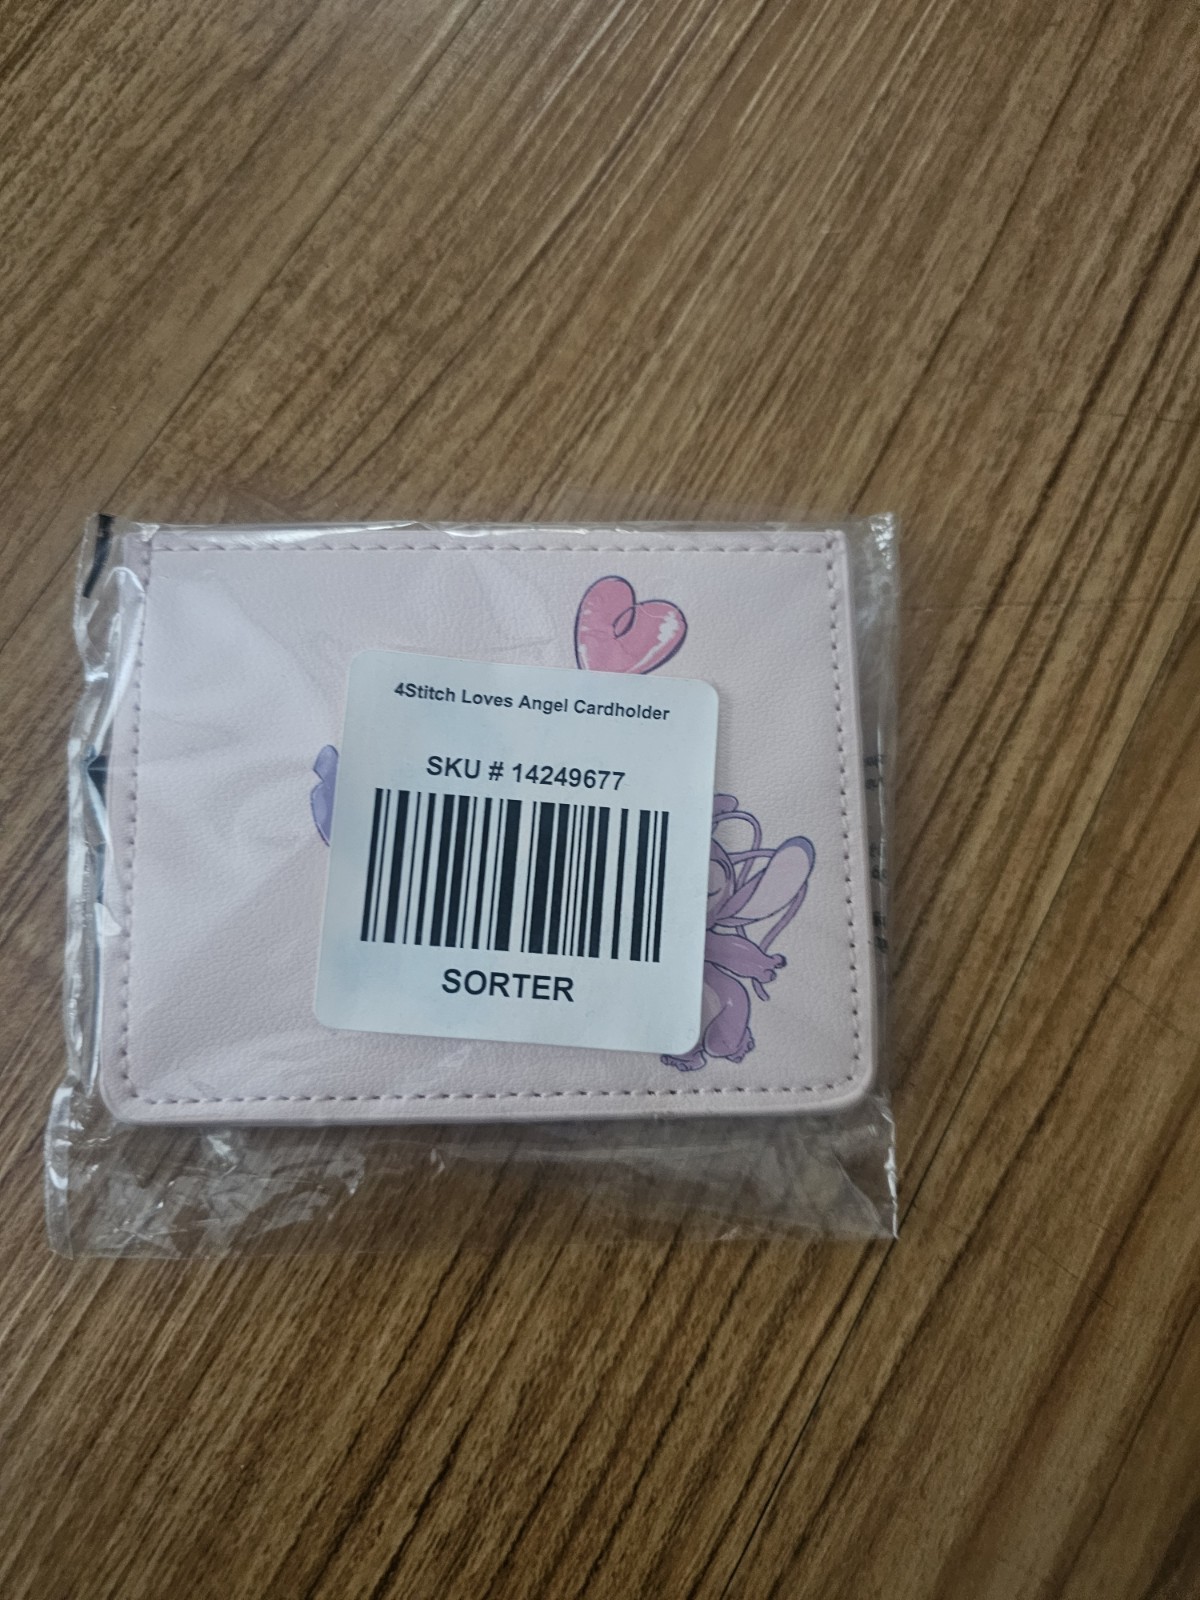 4Stitch Loves Angel Cardholder
SKU # 14249677
SORTER